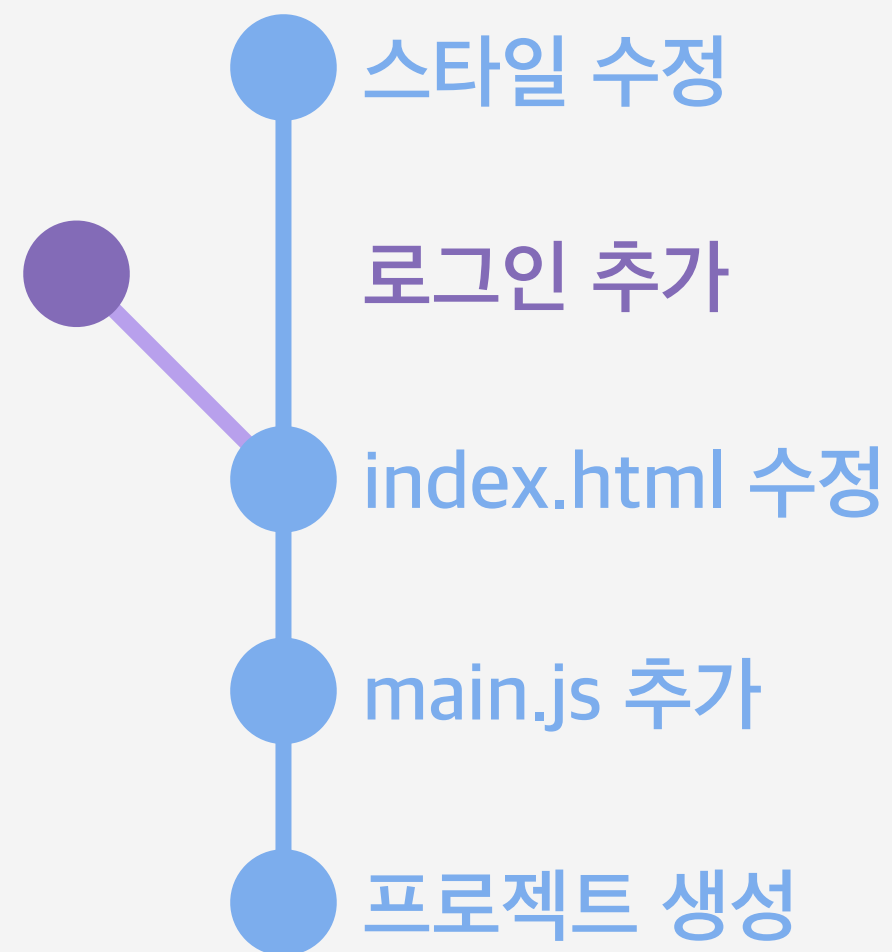 스타일 수정
로그인 추가
index.html 수정
main.js 추가
프로젝트 생성